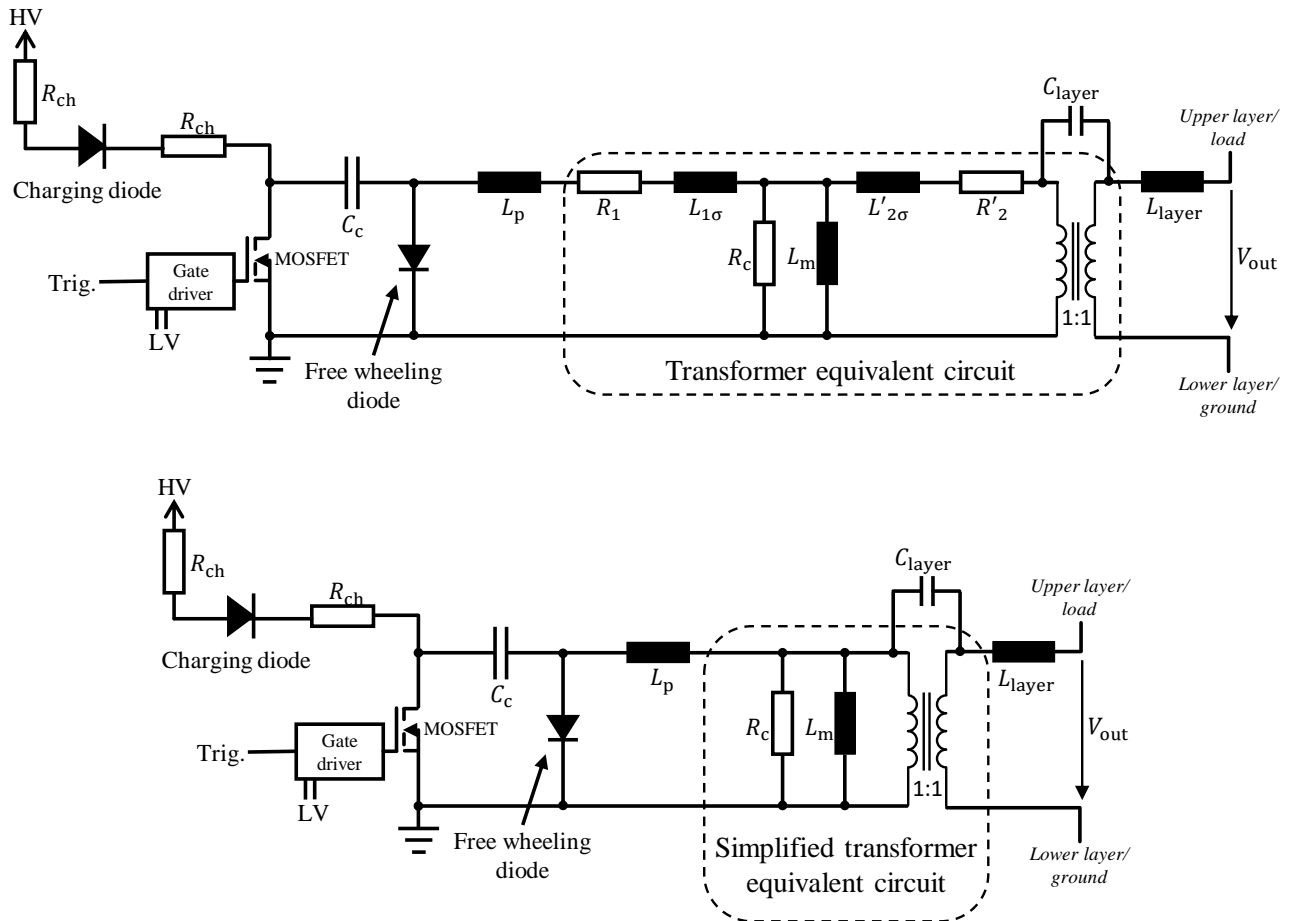 HV
R_ch
R_ch
Charging diode
C_c
L_p
R_1
L_1σ
L'_2σ
R'_2
C_layer
Upper layer/
load
L_layer
MOSFET
Trig.
Gate
driver
LV
R_c
L_m
1:1
V_out
Free wheeling
diode
Transformer equivalent circuit
Lower layer/
ground
HV
R_ch
R_ch
Charging diode
C_c
L_p
C_layer
Upper layer/
load
L_layer
MOSFET
Trig.
Gate
driver
LV
R_c
L_m
1:1
V_out
Free wheeling
diode
Simplified transformer
equivalent circuit
Lower layer/
ground